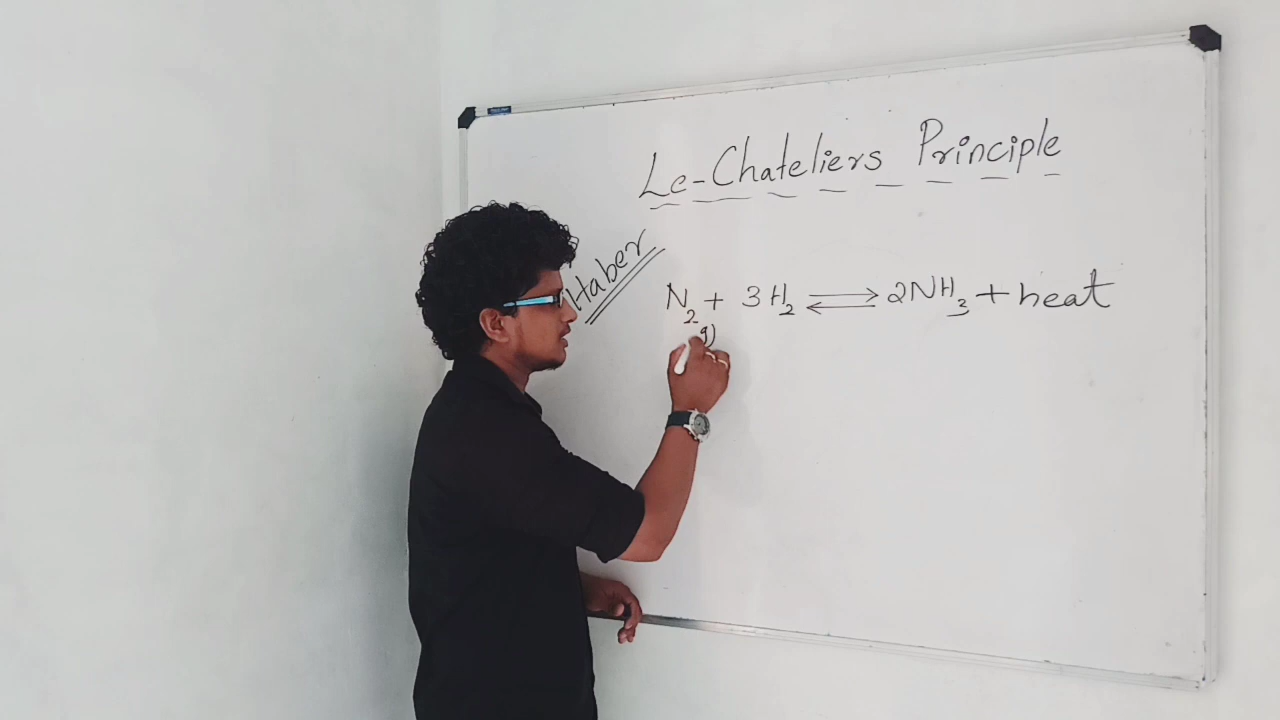 Le-Chateliers Principle
Haber
N₂ + 3H₂ ⇌ 2NH₃ + heat
g)